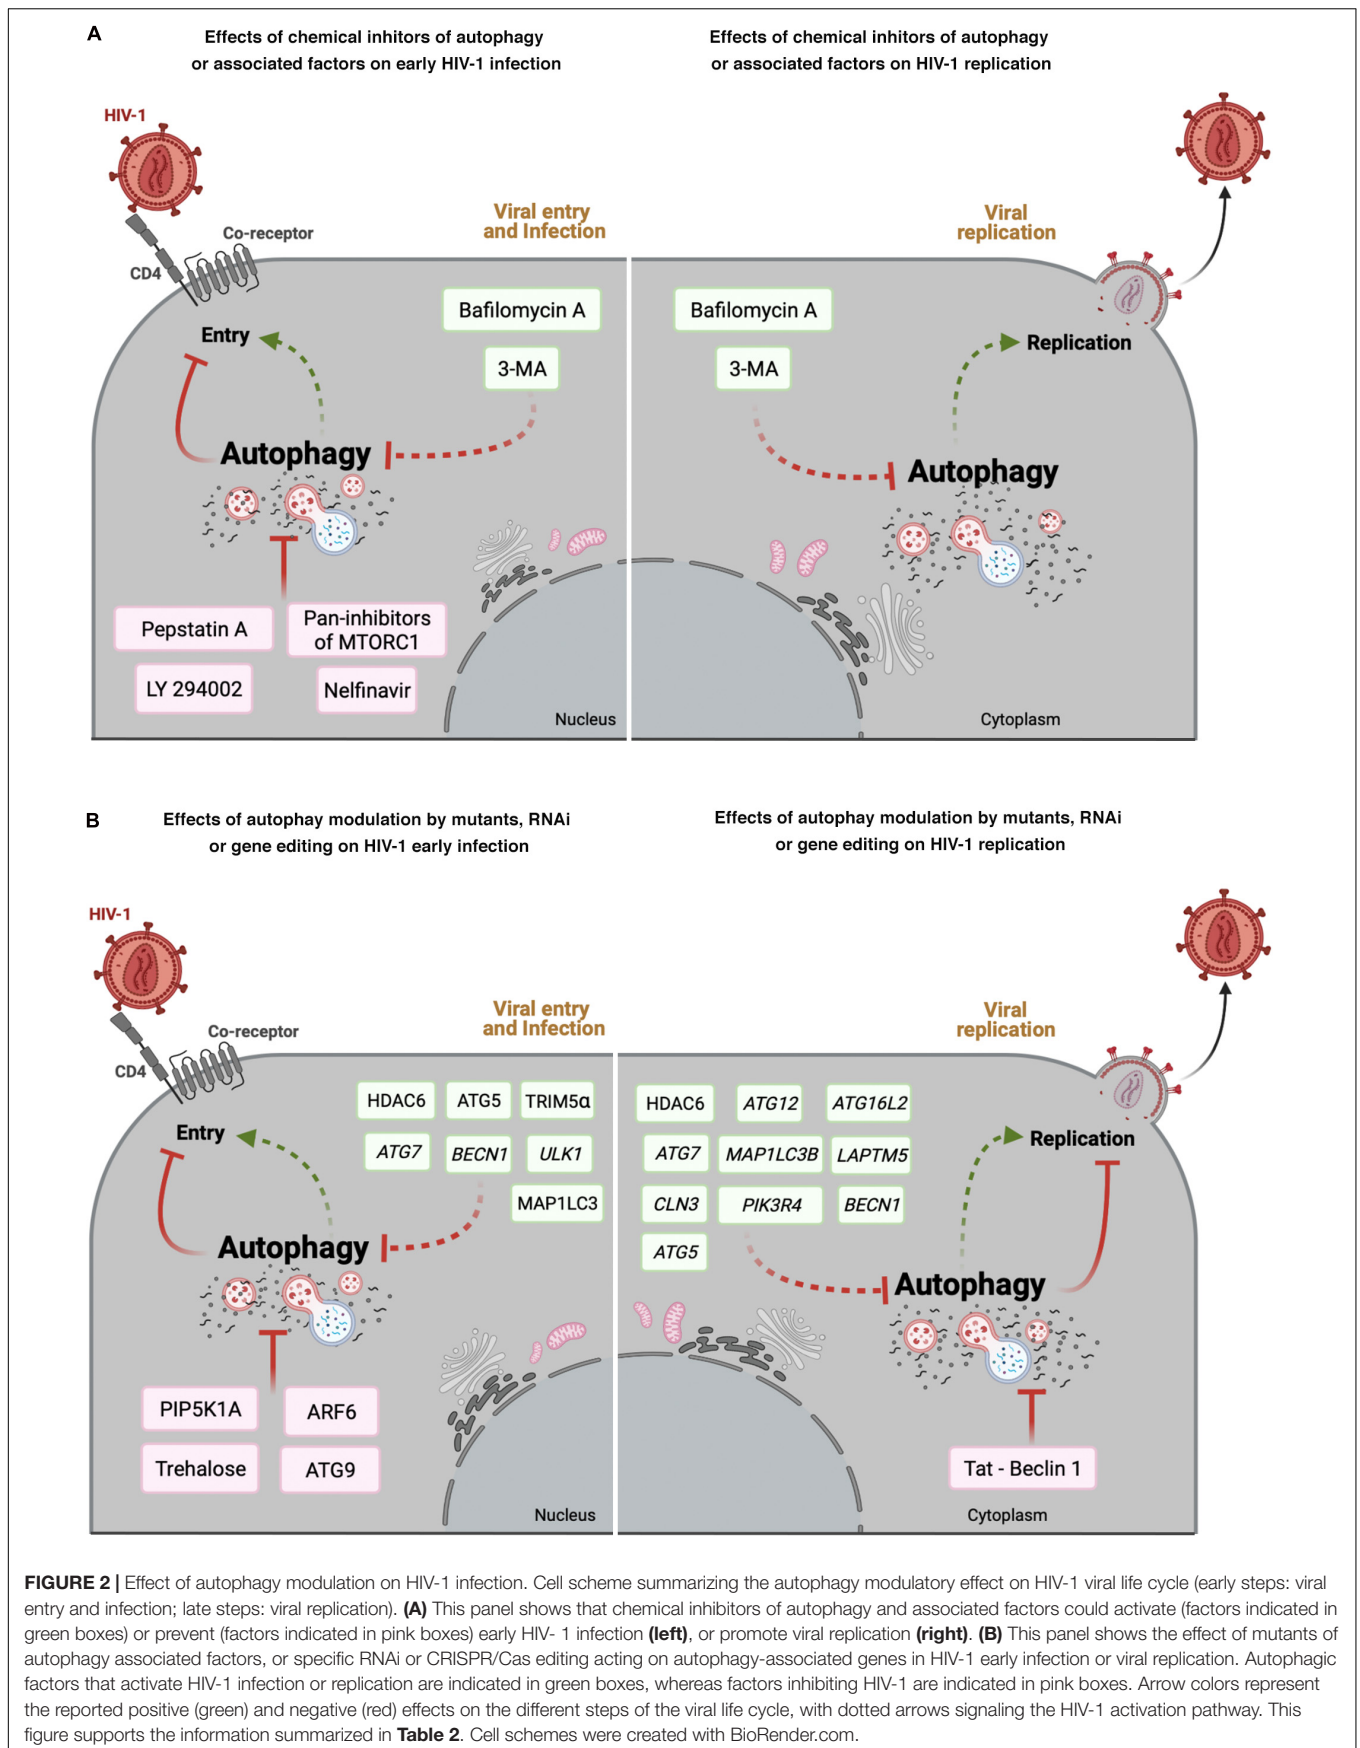 A
Effects of chemical inhitors of autophagy
or associated factors on early HIV-1 infection
Effects of chemical inhitors of autophagy
or associated factors on HIV-1 replication
HIV-1
Co-receptor
CD4
Viral entry
and Infection
Viral
replication
Entry
Bafilomycin A
3-MA
Bafilomycin A
3-MA
Replication
Autophagy
Autophagy
Pepstatin A
Pan-inhibitors
of MTORC1
LY 294002
Nelfinavir
Nucleus
Cytoplasm
B
Effects of autophay modulation by mutants, RNAi
or gene editing on HIV-1 early infection
Effects of autophay modulation by mutants, RNAi
or gene editing on HIV-1 replication
HIV-1
Co-receptor
CD4
Viral entry
and Infection
Viral
replication
Entry
HDAC6
ATG5
TRIM5α
ATG7
BECN1
ULK1
MAP1LC3
HDAC6
ATG12
ATG16L2
ATG7
MAP1LC3B
LAPTM5
CLN3
PIK3R4
BECN1
ATG5
Replication
Autophagy
Autophagy
PIP5K1A
ARF6
Trehalose
ATG9
Tat - Beclin 1
Nucleus
Cytoplasm
FIGURE 2 | Effect of autophagy modulation on HIV-1 infection. Cell scheme summarizing the autophagy modulatory effect on HIV-1 viral life cycle (early steps: viral
entry and infection; late steps: viral replication). (A) This panel shows that chemical inhibitors of autophagy and associated factors could activate (factors indicated in
green boxes) or prevent (factors indicated in pink boxes) early HIV- 1 infection (left), or promote viral replication (right). (B) This panel shows the effect of mutants of
autophagy associated factors, or specific RNAi or CRISPR/Cas editing acting on autophagy-associated genes in HIV-1 early infection or viral replication. Autophagic
factors that activate HIV-1 infection or replication are indicated in green boxes, whereas factors inhibiting HIV-1 are indicated in pink boxes. Arrow colors represent
the reported positive (green) and negative (red) effects on the different steps of the viral life cycle, with dotted arrows signaling the HIV-1 activation pathway. This
figure supports the information summarized in Table 2. Cell schemes were created with BioRender.com.